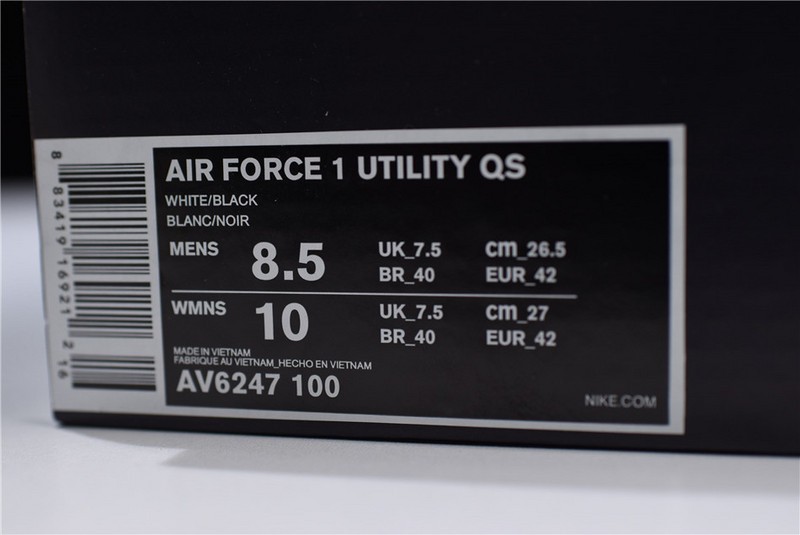 AIR FORCE 1 UTILITY QS
WHITE/BLACK
BLANC/NOIR
MENS 8.5 UK_7.5 cm_26.5
BR_40 EUR_42
WMNS 10 UK_7.5 cm_27
BR_40 EUR_42
MADE IN VIETNAM
FABRIQUE AU VIETNAM_HECHO EN VIETNAM
AV6247 100
NIKE.COM
8 83419 16921 2 16